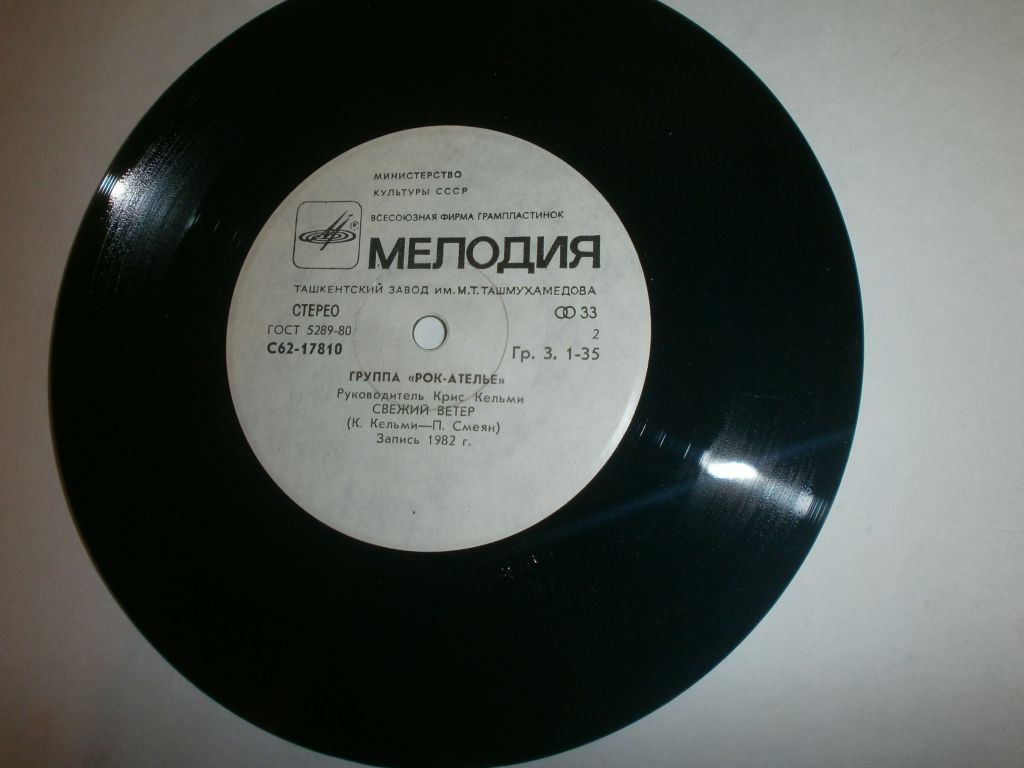 МИНИСТЕРСТВО
КУЛЬТУРЫ СССР
ВСЕСОЮЗНАЯ ФИРМА ГРАМПЛАСТИНОК
®
МЕЛОДИЯ
ТАШКЕНТСКИЙ ЗАВОД ИМ. М.Т. ТАШМУХАМЕДОВА
СТЕРЕО 33
ГОСТ 5289-80 2
С62-17810 Гр. 3. 1-35
ГРУППА «РОК-АТЕЛЬЕ»
Руководитель Крис Кельми
СВЕЖИЙ ВЕТЕР
(К. Кельми—П. Смеян)
Запись 1982 г.